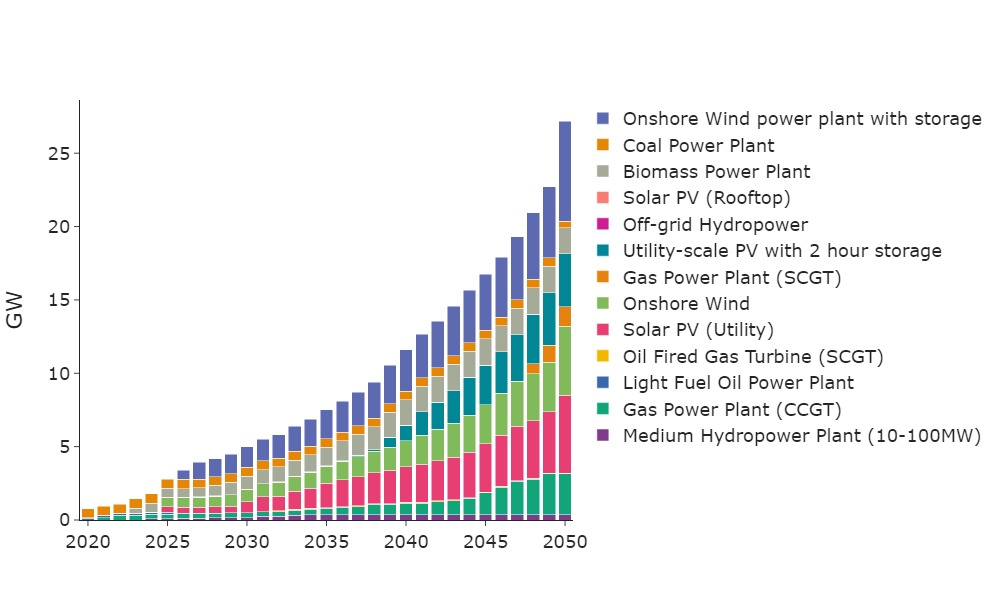 GW
25
20
15
10
5
0
2020 2025 2030 2035 2040 2045 2050
Onshore Wind power plant with storage
Coal Power Plant
Biomass Power Plant
Solar PV (Rooftop)
Off-grid Hydropower
Utility-scale PV with 2 hour storage
Gas Power Plant (SCGT)
Onshore Wind
Solar PV (Utility)
Oil Fired Gas Turbine (SCGT)
Light Fuel Oil Power Plant
Gas Power Plant (CCGT)
Medium Hydropower Plant (10-100MW)